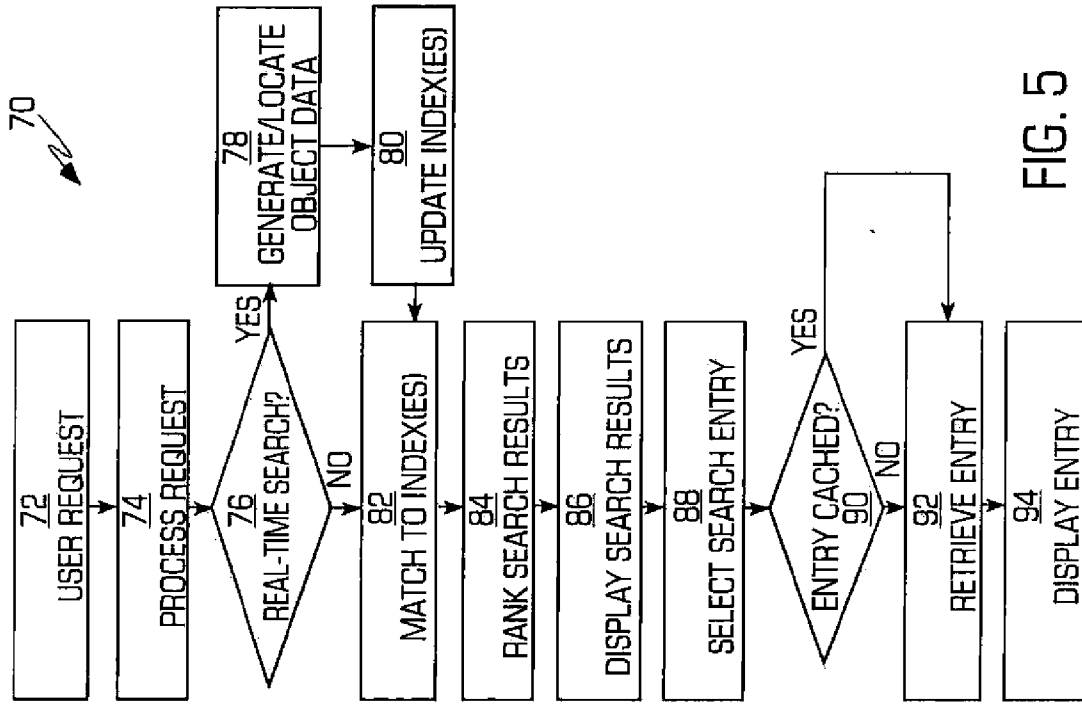 70
72
USER REQUEST
74
PROCESS REQUEST
76
REAL-TIME SEARCH?
YES
NO
78
GENERATE/LOCATE
OBJECT DATA
80
UPDATE INDEX(ES)
82
MATCH TO INDEX(ES)
84
RANK SEARCH RESULTS
86
DISPLAY SEARCH RESULTS
88
SELECT SEARCH ENTRY
ENTRY CACHED?
90
YES
NO
92
RETRIEVE ENTRY
94
DISPLAY ENTRY
FIG. 5